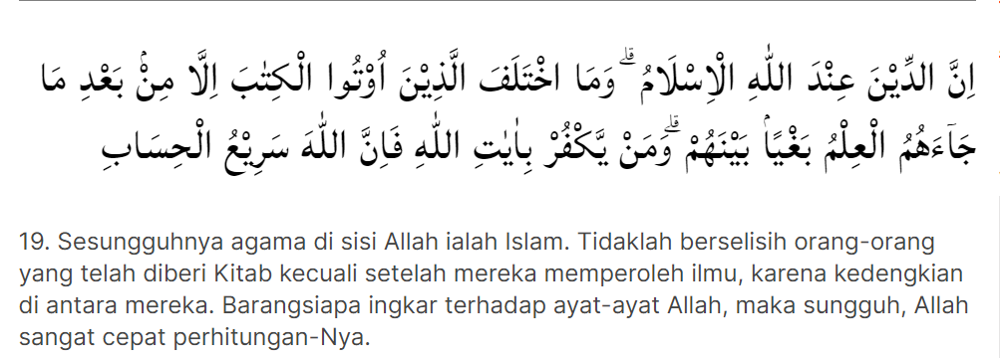 اِنَّ الدِّيْنَ عِنْدَ اللّٰهِ الْاِسْلَامُ ۗ وَمَا اخْتَلَفَ الَّذِيْنَ اُوْتُوا الْكِتٰبَ اِلَّا مِنْۢ بَعْدِ مَا
جَاۤءَهُمُ الْعِلْمُ بَغْيًاۢ بَيْنَهُمْ ۗوَمَنْ يَّكْفُرْ بِاٰيٰتِ اللّٰهِ فَاِنَّ اللّٰهَ سَرِيْعُ الْحِسَابِ
19. Sesungguhnya agama di sisi Allah ialah Islam. Tidaklah berselisih orang-orang
yang telah diberi Kitab kecuali setelah mereka memperoleh ilmu, karena kedengkian
di antara mereka. Barangsiapa ingkar terhadap ayat-ayat Allah, maka sungguh, Allah
sangat cepat perhitungan-Nya.